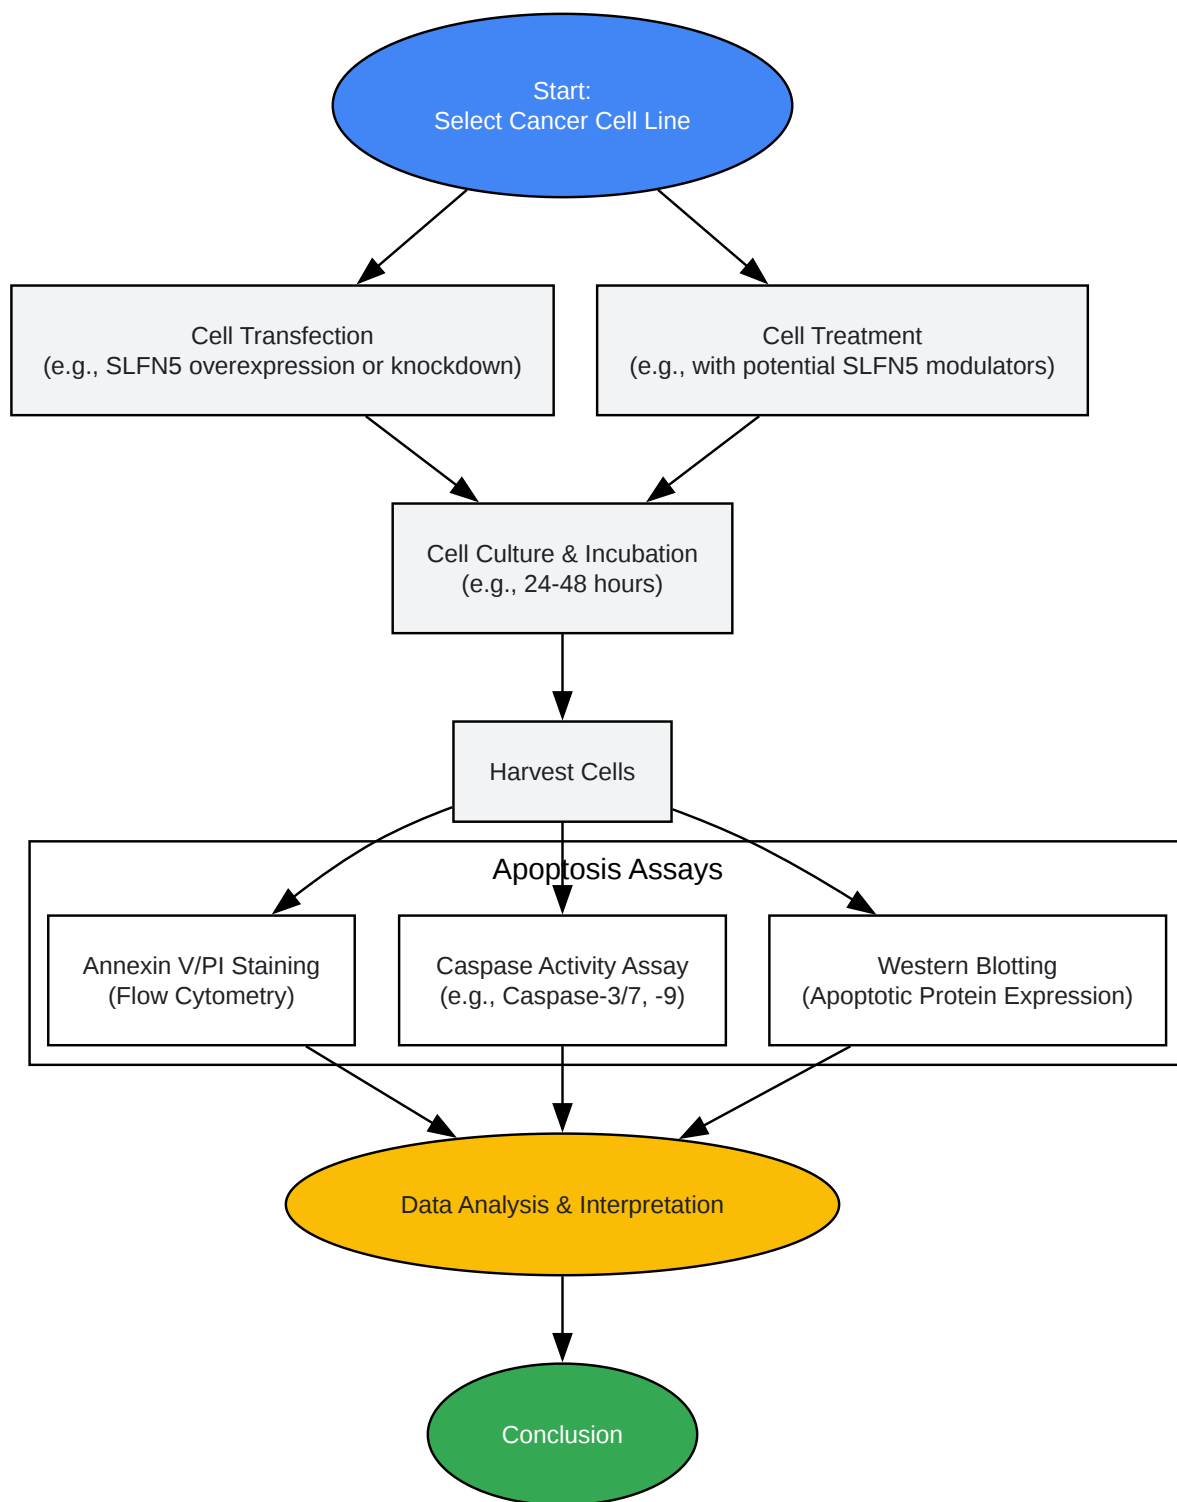 Start:
Select Cancer Cell Line
Cell Transfection
(e.g., SLFN5 overexpression or knockdown)
Cell Treatment
(e.g., with potential SLFN5 modulators)
Cell Culture & Incubation
(e.g., 24-48 hours)
Harvest Cells
Apoptosis Assays
Annexin V/PI Staining
(Flow Cytometry)
Caspase Activity Assay
(e.g., Caspase-3/7, -9)
Western Blotting
(Apoptotic Protein Expression)
Data Analysis & Interpretation
Conclusion